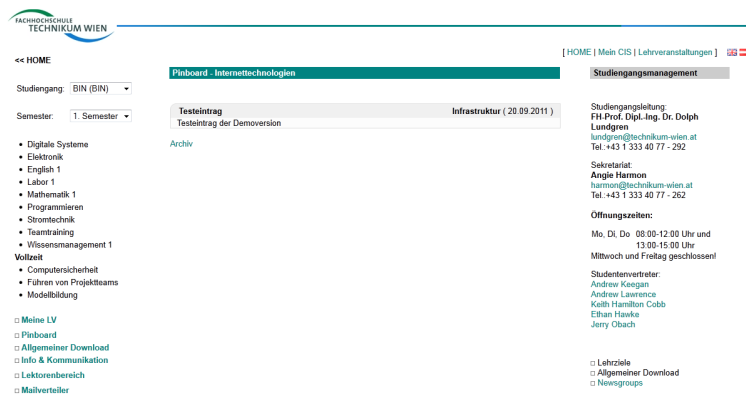 FACHHOCHSCHULE
TECHNIKUM WIEN
[ HOME | Mein CIS | Lehrveranstaltungen ]
<< HOME
Studiengang: BIN (BIN)
Semester: 1. Semester
• Digitale Systeme
• Elektronik
• English 1
• Labor 1
• Mathematik 1
• Programmieren
• Stromtechnik
• Teamtraining
• Wissensmanagement 1
Vollzeit
• Computersicherheit
• Führen von Projektteams
• Modellbildung
Meine LV
Pinboard
Allgemeiner Download
Info & Kommunikation
Lektorenbereich
Mailverteiler
Pinboard - Internettechnologien
Testeintrag Infrastruktur ( 20.09.2011 )
Testeintrag der Demoversion
Archiv
Studiengangsmanagement
Studiengangsleitung:
FH-Prof. Dipl.-Ing. Dr. Dolph
Lundgren
lundgren@technikum-wien.at
Tel.:+43 1 333 40 77 - 292
Sekretariat:
Angie Harmon
harmon@technikum-wien.at
Tel.:+43 1 333 40 77 - 262
Öffnungszeiten:
Mo, Di, Do 08:00-12:00 Uhr und
13:00-15:00 Uhr
Mittwoch und Freitag geschlossen!
Studentenvertreter:
Andrew Keegan
Andrew Lawrence
Keith Hamilton Cobb
Ethan Hawke
Jerry Obach
Lehrziele
Allgemeiner Download
Newsgroups